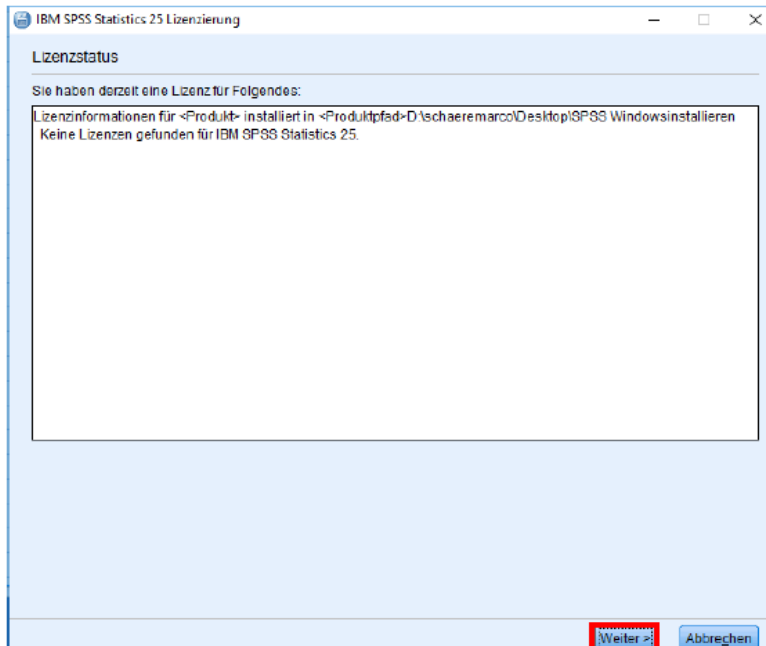 IBM SPSS Statistics 25 Lizenzierung
Lizenzstatus
Sie haben derzeit eine Lizenz für Folgendes:
Lizenzinformationen für <Produkt> installiert in <Produktpfad>D:\schaeremarco\Desktop\SPSS Windowsinstallieren
Keine Lizenzen gefunden für IBM SPSS Statistics 25.
Weiter > Abbrechen